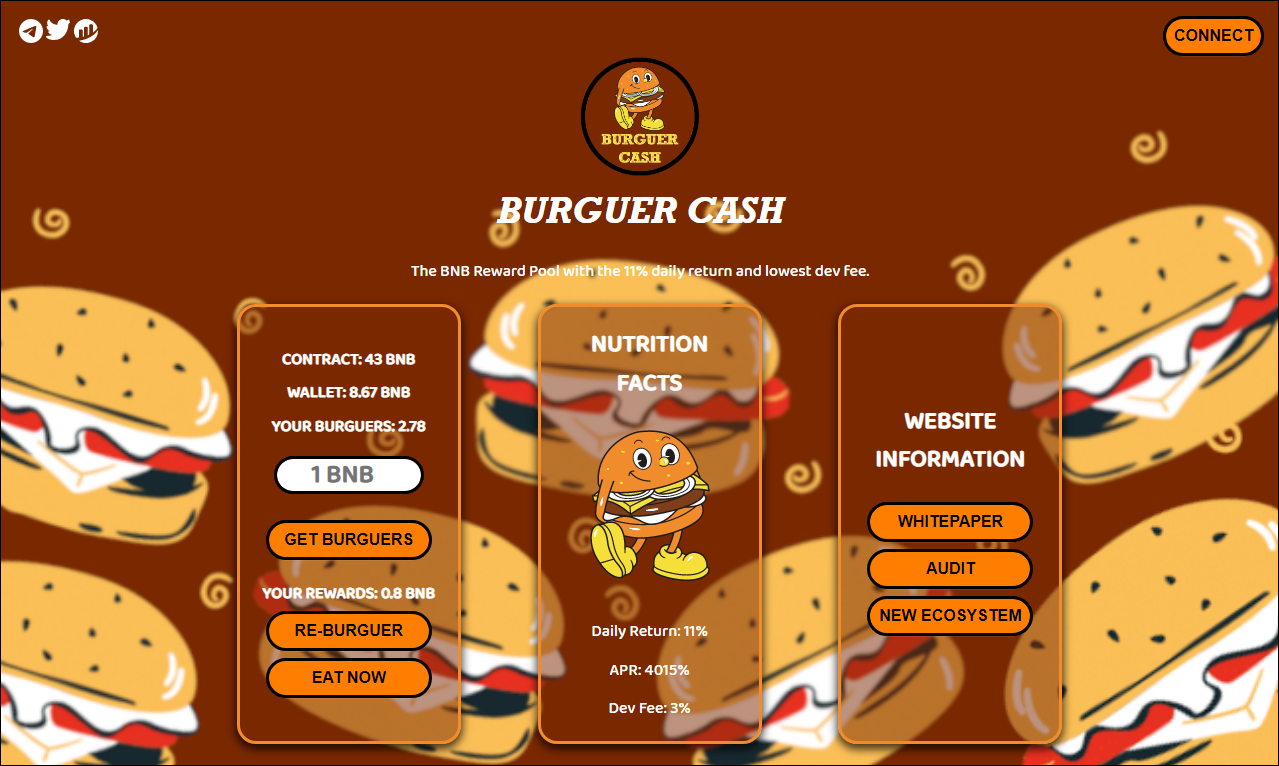 CONNECT
BURGUER
CASH
BURGUER CASH
The BNB Reward Pool with the 11% daily return and lowest dev fee.
CONTRACT: 43 BNB
WALLET: 8.67 BNB
YOUR BURGUERS: 2.78
1 BNB
GET BURGUERS
YOUR REWARDS: 0.8 BNB
RE-BURGUER
EAT NOW
NUTRITION
FACTS
Daily Return: 11%
APR: 4015%
Dev Fee: 3%
WEBSITE
INFORMATION
WHITEPAPER
AUDIT
NEW ECOSYSTEM